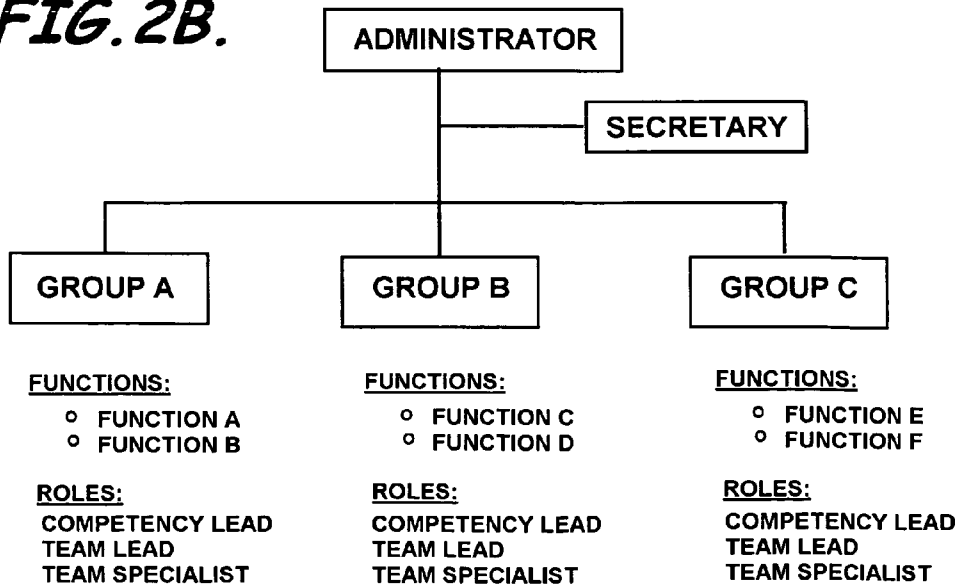 FIG. 2B.
ADMINISTRATOR
SECRETARY
GROUP A
GROUP B
GROUP C
FUNCTIONS:
° FUNCTION A
° FUNCTION B
ROLES:
COMPETENCY LEAD
TEAM LEAD
TEAM SPECIALIST
FUNCTIONS:
° FUNCTION C
° FUNCTION D
ROLES:
COMPETENCY LEAD
TEAM LEAD
TEAM SPECIALIST
FUNCTIONS:
° FUNCTION E
° FUNCTION F
ROLES:
COMPETENCY LEAD
TEAM LEAD
TEAM SPECIALIST